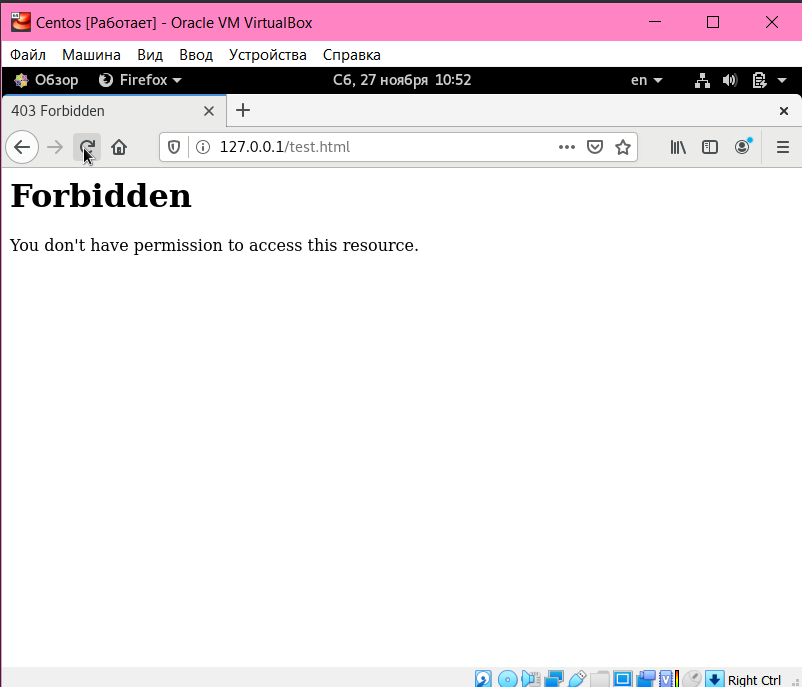 Centos [Работает] - Oracle VM VirtualBox
Файл Машина Вид Ввод Устройства Справка
Обзор Firefox Сб, 27 ноября 10:52 en
403 Forbidden
127.0.0.1/test.html
Forbidden
You don't have permission to access this resource.
Right Ctrl